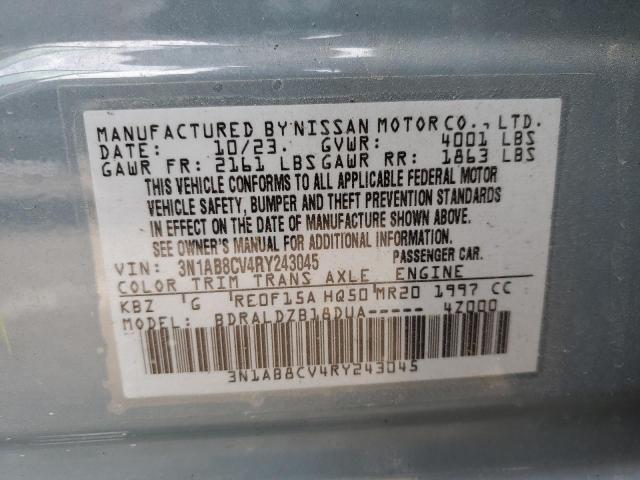 MANUFACTURED BY NISSAN MOTOR CO., LTD.
DATE: 10/23. GVWR: 4001 LBS
GAWR FR: 2161 LBS GAWR RR: 1863 LBS
THIS VEHICLE CONFORMS TO ALL APPLICABLE FEDERAL MOTOR
VEHICLE SAFETY, BUMPER AND THEFT PREVENTION STANDARDS
IN EFFECT ON THE DATE OF MANUFACTURE SHOWN ABOVE.
SEE OWNER'S MANUAL FOR ADDITIONAL INFORMATION.
VIN: 3N1AB8CV4RY243045 PASSENGER CAR.
COLOR TRIM TRANS AXLE ENGINE
KBZ G RE0F15A HQ50 MR20 1997 CC
MODEL: BDRALDZB18DUA----- 4Z000
3N1AB8CV4RY243045